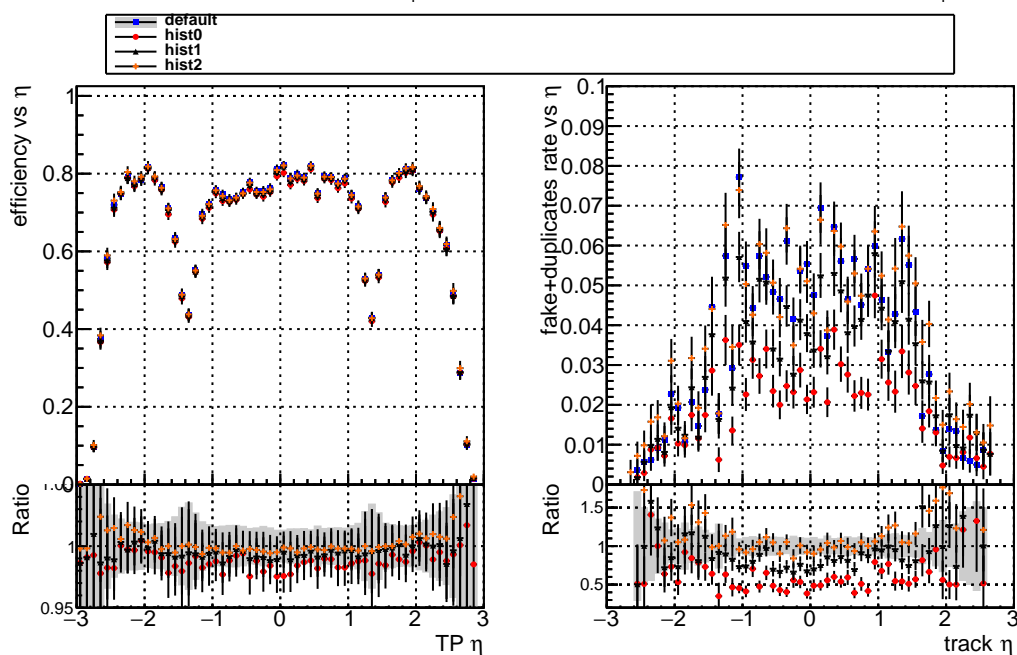 default
hist0
hist1
hist2
efficiency vs η
1
0.8
0.6
0.4
0.2
0
Ratio
1
0.95
−3 −2 −1 0 1 2 3
TP η
fake+duplicates rate vs η
0.1
0.09
0.08
0.07
0.06
0.05
0.04
0.03
0.02
0.01
0
Ratio
1.5
1
0.5
−3 −2 −1 0 1 2 3
track η